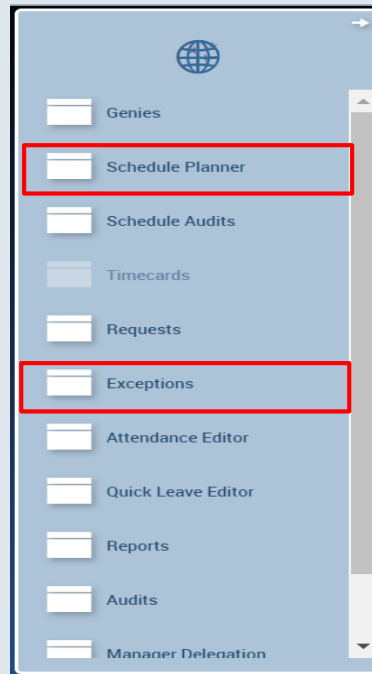 Genies
Schedule Planner
Schedule Audits
Timecards
Requests
Exceptions
Attendance Editor
Quick Leave Editor
Reports
Audits
Manager Delegation